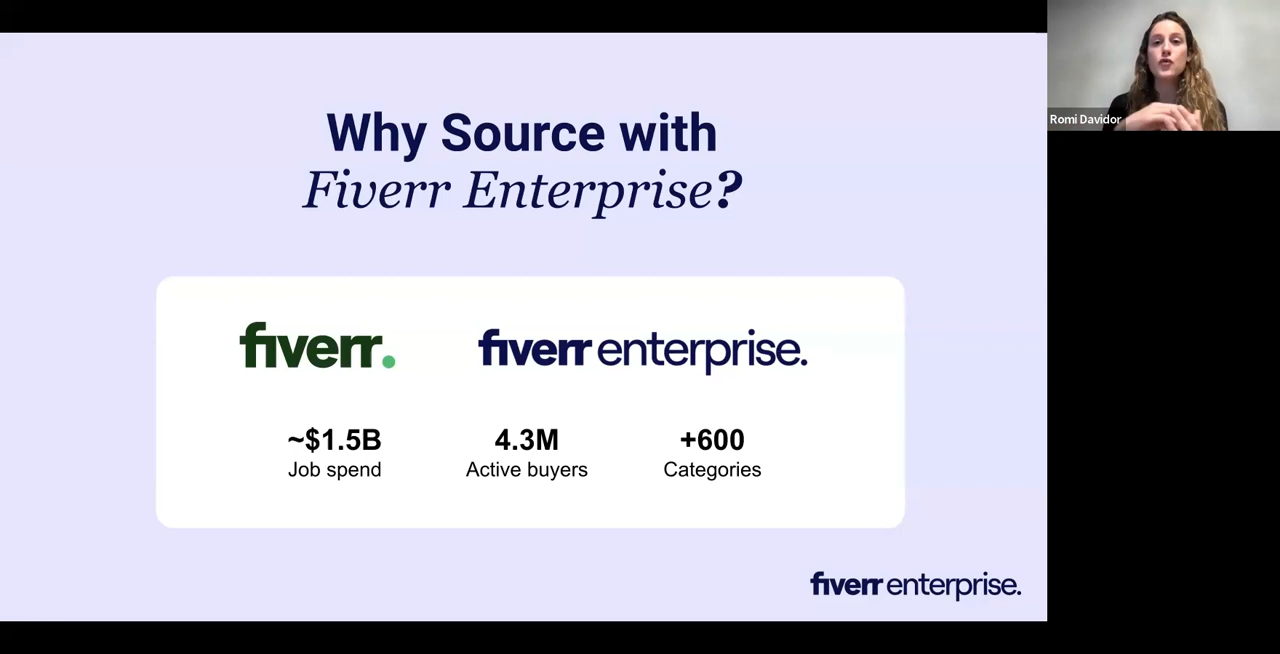 Why Source with
Fiverr Enterprise?
fiverr.
fiverr enterprise.
~$1.5B
Job spend
4.3M
Active buyers
+600
Categories
fiverr enterprise.
Romi Davidor